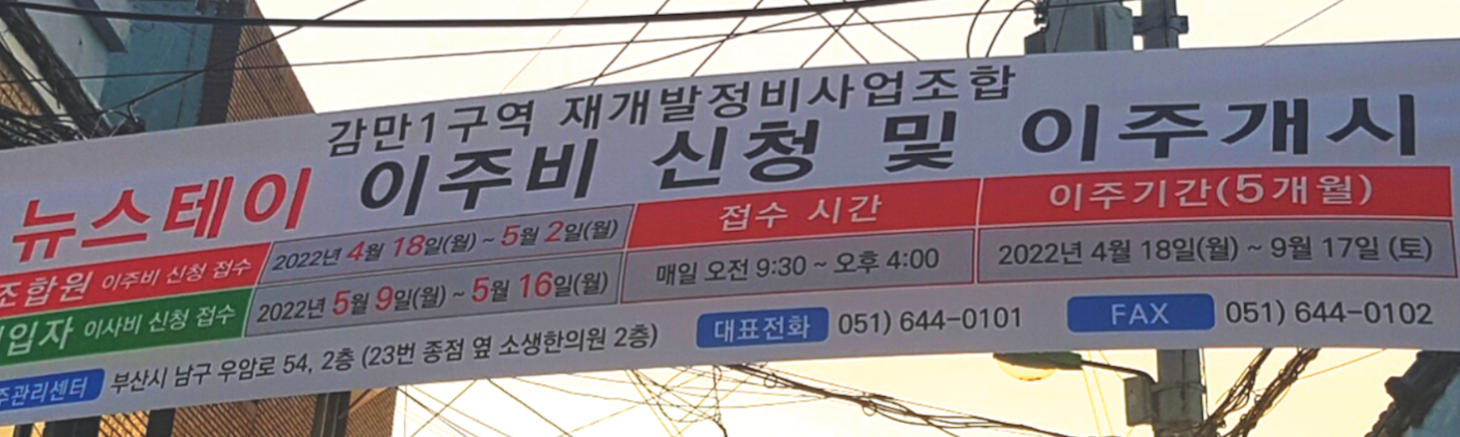 감만1구역 재개발정비사업조합
뉴스테이 이주비 신청 및 이주개시
조합원 이주비 신청 접수 2022년 4월 18일(월) ~ 5월 2일(월) 접수 시간 이주기간(5개월)
이사비 신청 접수 2022년 5월 9일(월) ~ 5월 16일(월) 매일 오전 9:30 ~ 오후 4:00 2022년 4월 18일(월) ~ 9월 17일 (토)
부산시 남구 우암로 54, 2층 (23번 종점 옆 소생한의원 2층) 대표전화 051) 644-0101 FAX 051) 644-0102